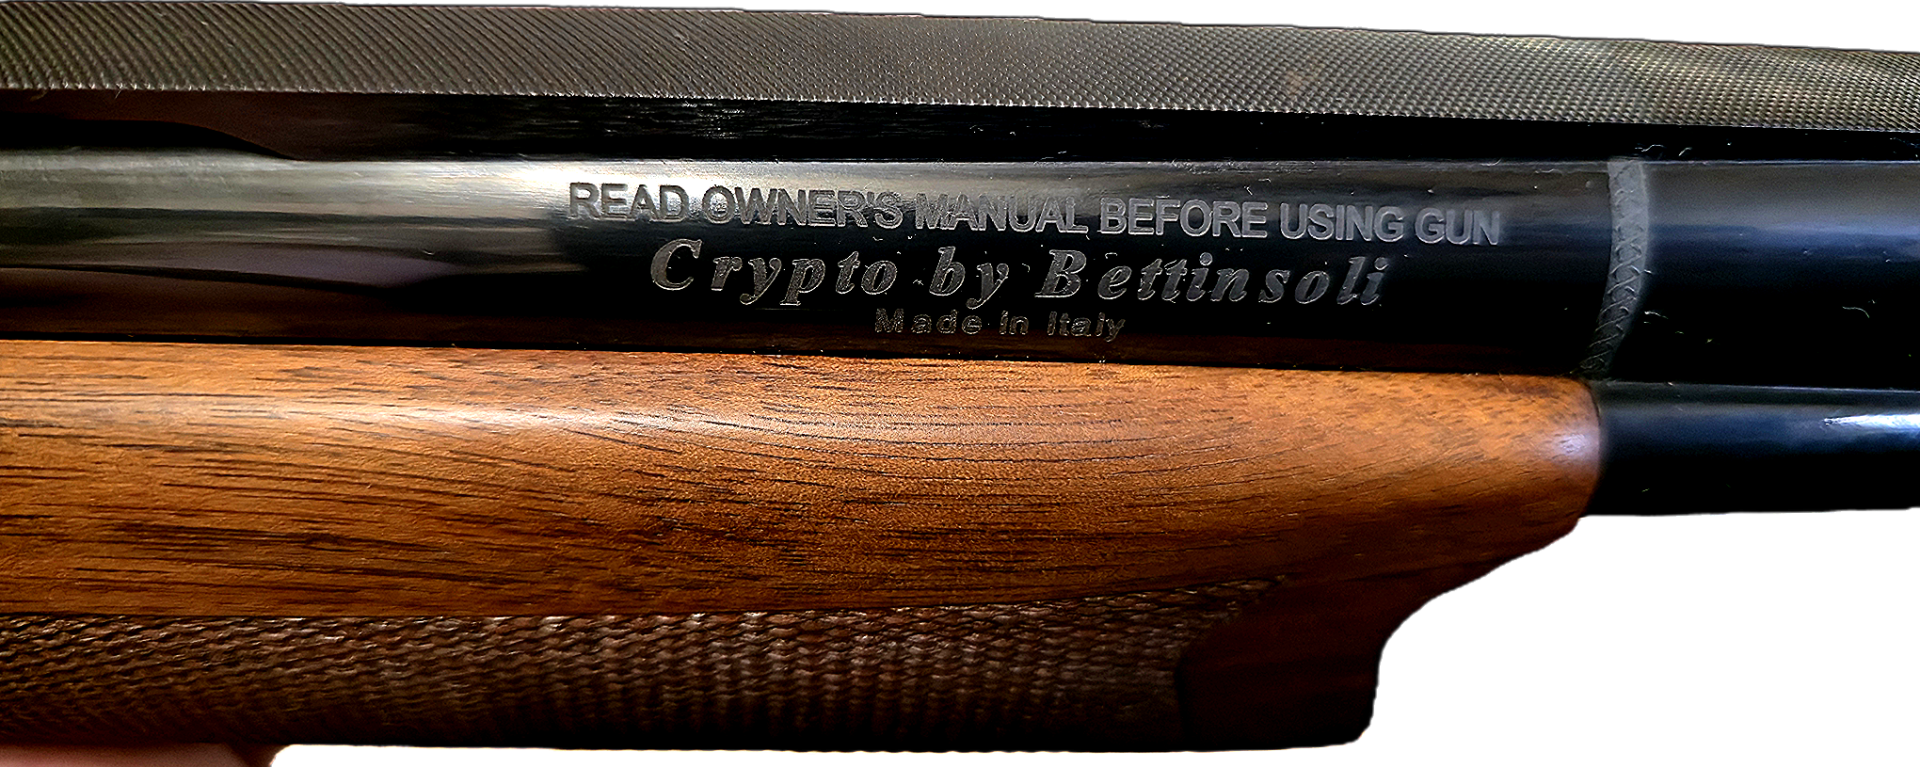 READ OWNER'S MANUAL BEFORE USING GUN
Crypto by Bettinsoli
Made in Italy